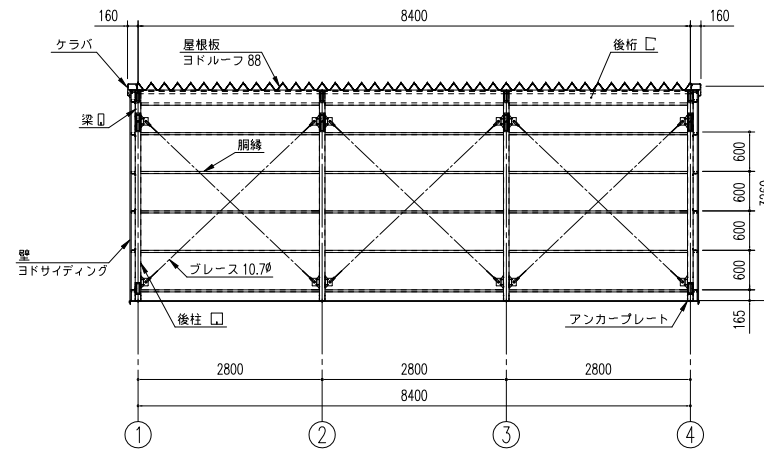 160
8400
160
ケラバ
屋根板
ヨドルーフ 88
後桁
梁
胴縁
600
600
600
600
165
壁
ヨドサイディング
ブレース 10.7φ
後柱
アンカープレート
2800
2800
2800
8400
1
2
3
4